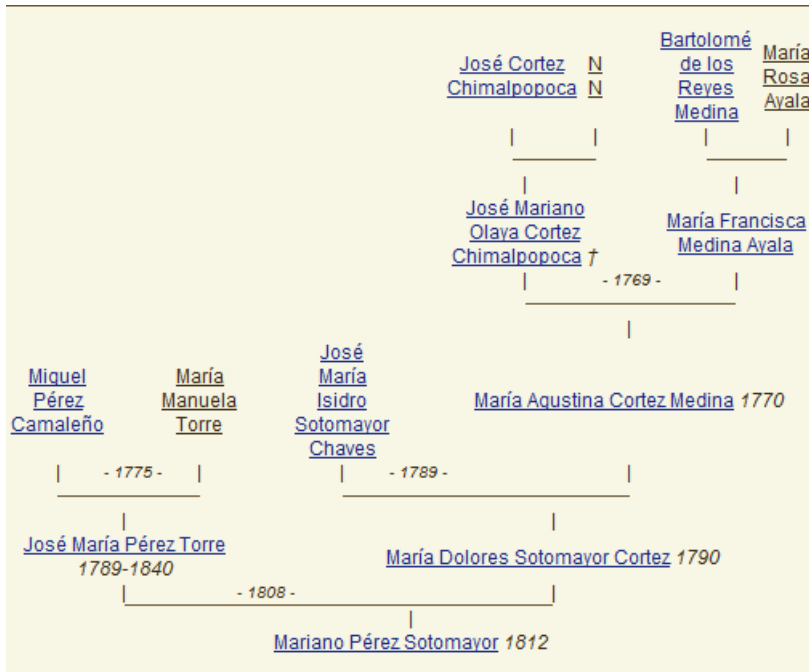 José Cortez Chimalpopoca
N N
Bartolomé de los Reyes Medina
María Rosa Ayala
José Mariano Olaya Cortez Chimalpopoca †
María Francisca Medina Ayala
- 1769 -
Miguel Pérez Camaleño
María Manuela Torre
José María Isidro Sotomayor Chaves
María Agustina Cortez Medina 1770
- 1775 -
- 1789 -
José María Pérez Torre
1789-1840
María Dolores Sotomayor Cortez 1790
- 1808 -
Mariano Pérez Sotomayor 1812